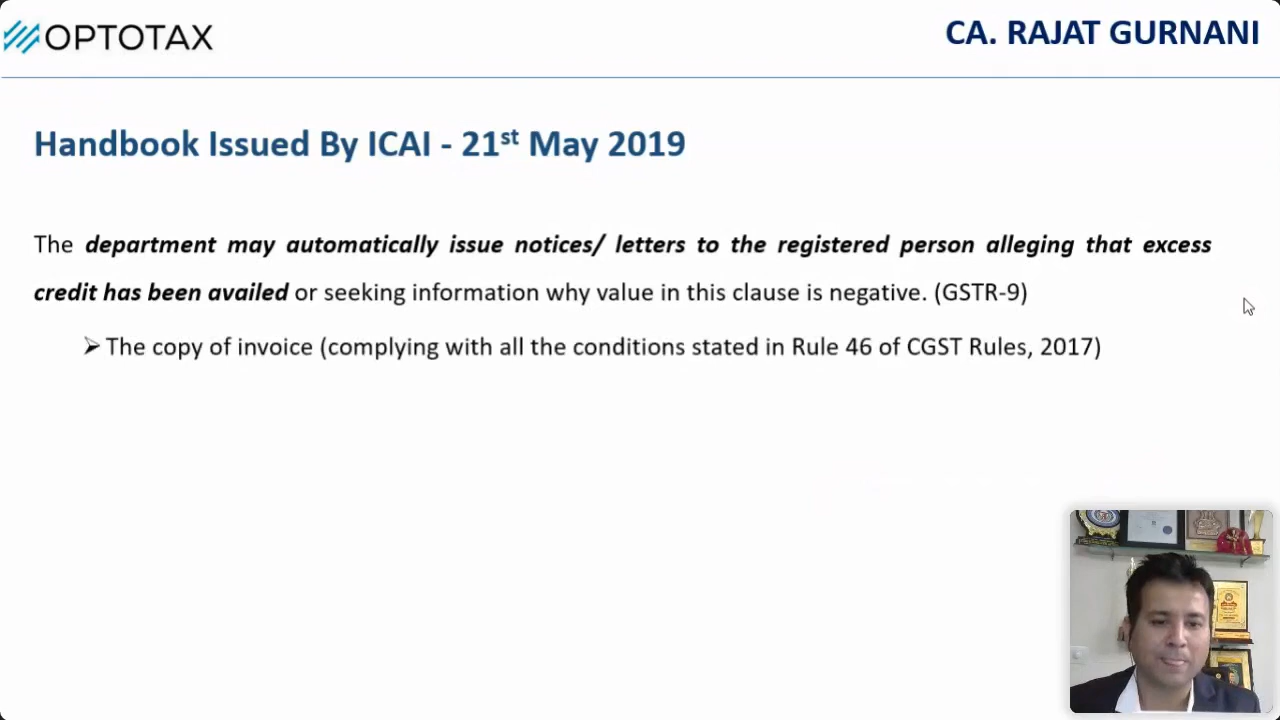 OPTOTAX
CA. RAJAT GURNANI
Handbook Issued By ICAI - 21st May 2019
The department may automatically issue notices/ letters to the registered person alleging that excess
credit has been availed or seeking information why value in this clause is negative. (GSTR-9)
➢ The copy of invoice (complying with all the conditions stated in Rule 46 of CGST Rules, 2017)